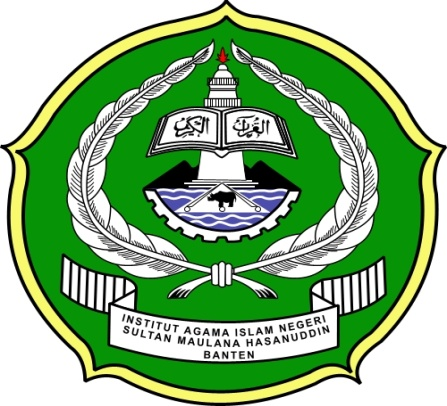 القرآن الكريم
INSTITUT AGAMA ISLAM NEGERI
SULTAN MAULANA HASANUDDIN
BANTEN